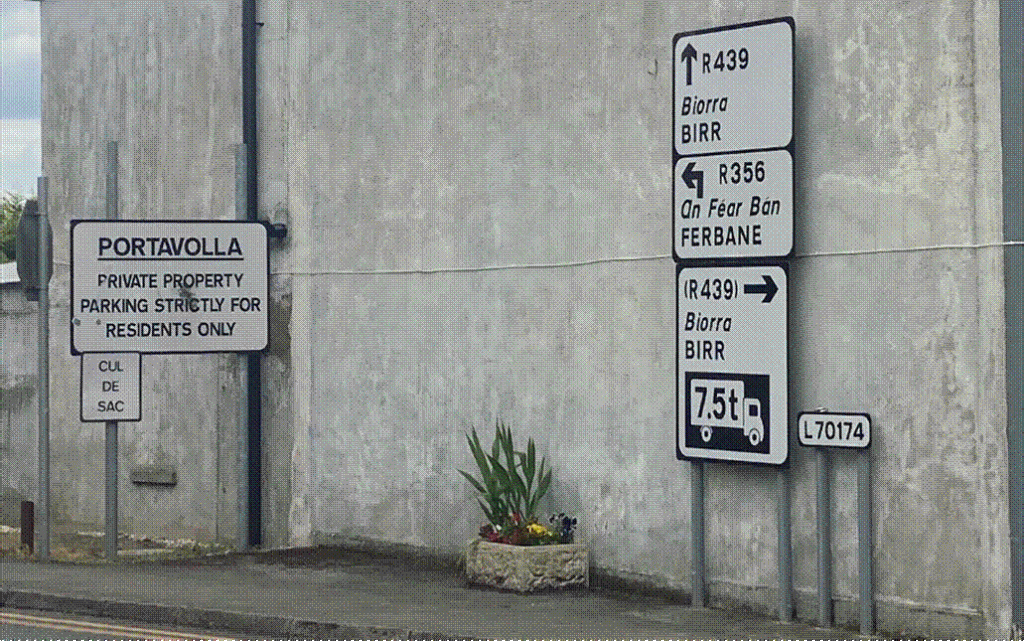 PORTAVOLLA
PRIVATE PROPERTY
PARKING STRICTLY FOR
RESIDENTS ONLY
CUL
DE
SAC
R439
Biorra
BIRR
R356
An Féar Bán
FERBANE
(R439)
Biorra
BIRR
7.5t
L70174